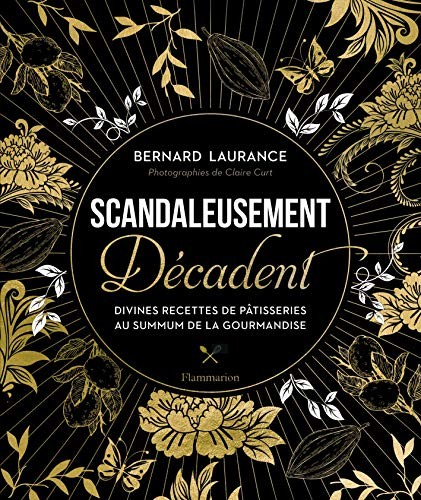 BERNARD LAURANCE
Photographies de Claire Curt
SCANDALEUSEMENT
Décadent
DIVINES RECETTES DE PÂTISSERIES
AU SUMMUM DE LA GOURMANDISE
Flammarion